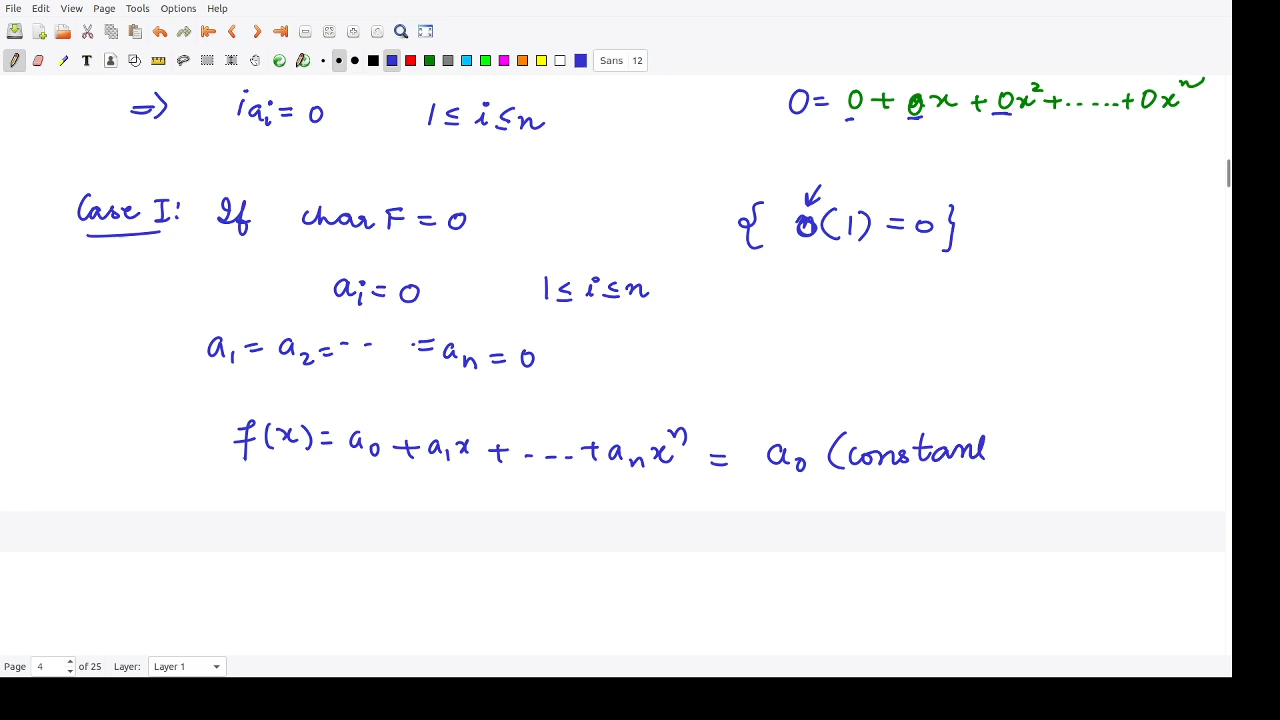 File Edit View Page Tools Options Help
T Sans 12
⇒ iaᵢ = 0 1 ≤ i ≤ n 0 = 0 + 0x + 0x² + ...... + 0xⁿ
Case I: If char F = 0 { 0(1) = 0 }
aᵢ = 0 1 ≤ i ≤ n
a₁ = a₂ = -- .= aₙ = 0
f(x) = a₀ + a₁x + ---- + aₙxⁿ = a₀ (constant
Page 4 of 25 Layer: Layer 1